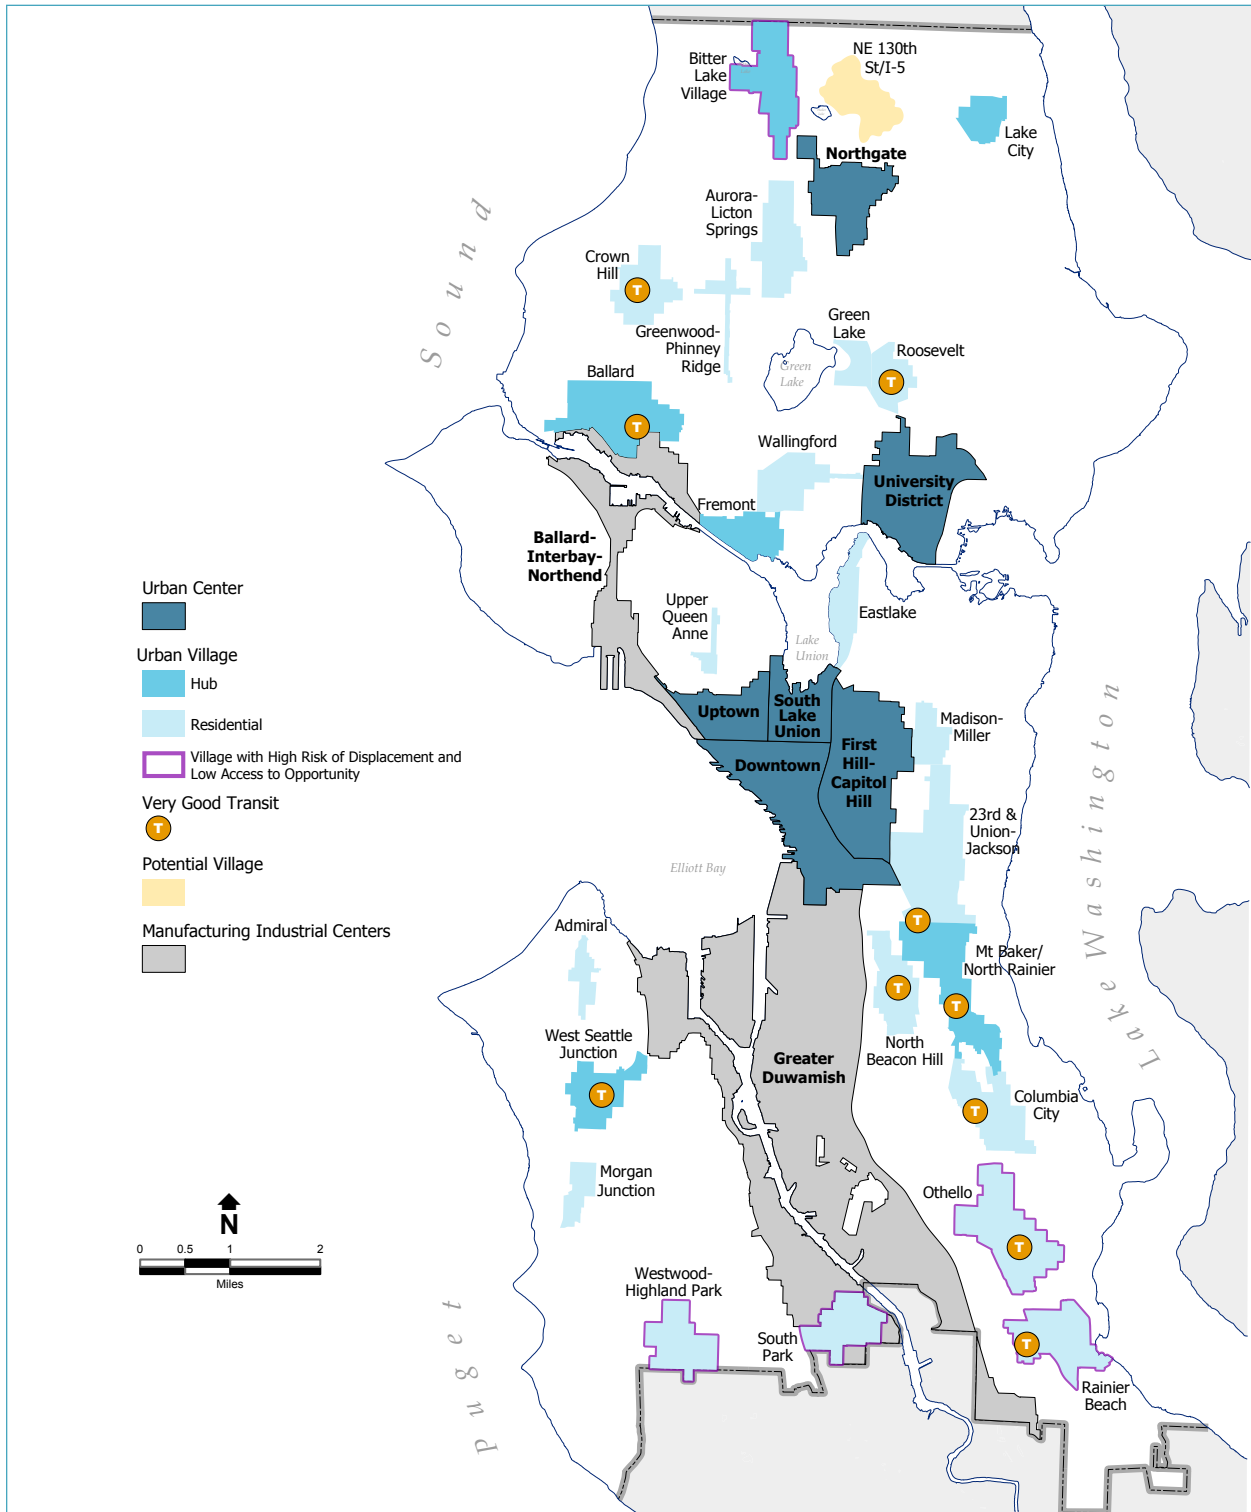 Bitter
Lake
Village
NE 130th
St/I-5
Lake
City
Northgate
Aurora-
Licton
Springs
Sound
Crown
Hill
T
Greenwood-
Phinney
Ridge
Green
Lake
Green
Lake
Roosevelt
T
Ballard
T
Wallingford
University
District
Fremont
Ballard-
Interbay-
Northend
Upper
Queen
Anne
Eastlake
Lake
Union
Urban Center
Urban Village
Hub
Residential
Village with High Risk of Displacement and
Low Access to Opportunity
Very Good Transit
T
Potential Village
Manufacturing Industrial Centers
Uptown
South
Lake
Union
Downtown
First
Hill-
Capitol
Hill
Madison-
Miller
23rd &
Union-
Jackson
Lake Washington
Elliott Bay
Admiral
T
Mt Baker/
North Rainier
T
T
North
Beacon Hill
West Seattle
Junction
T
Greater
Duwamish
Columbia
City
T
Morgan
Junction
Othello
T
N
0 0.5 1 2
Miles
Westwood-
Highland Park
South
Park
T
Rainier
Beach
Puget